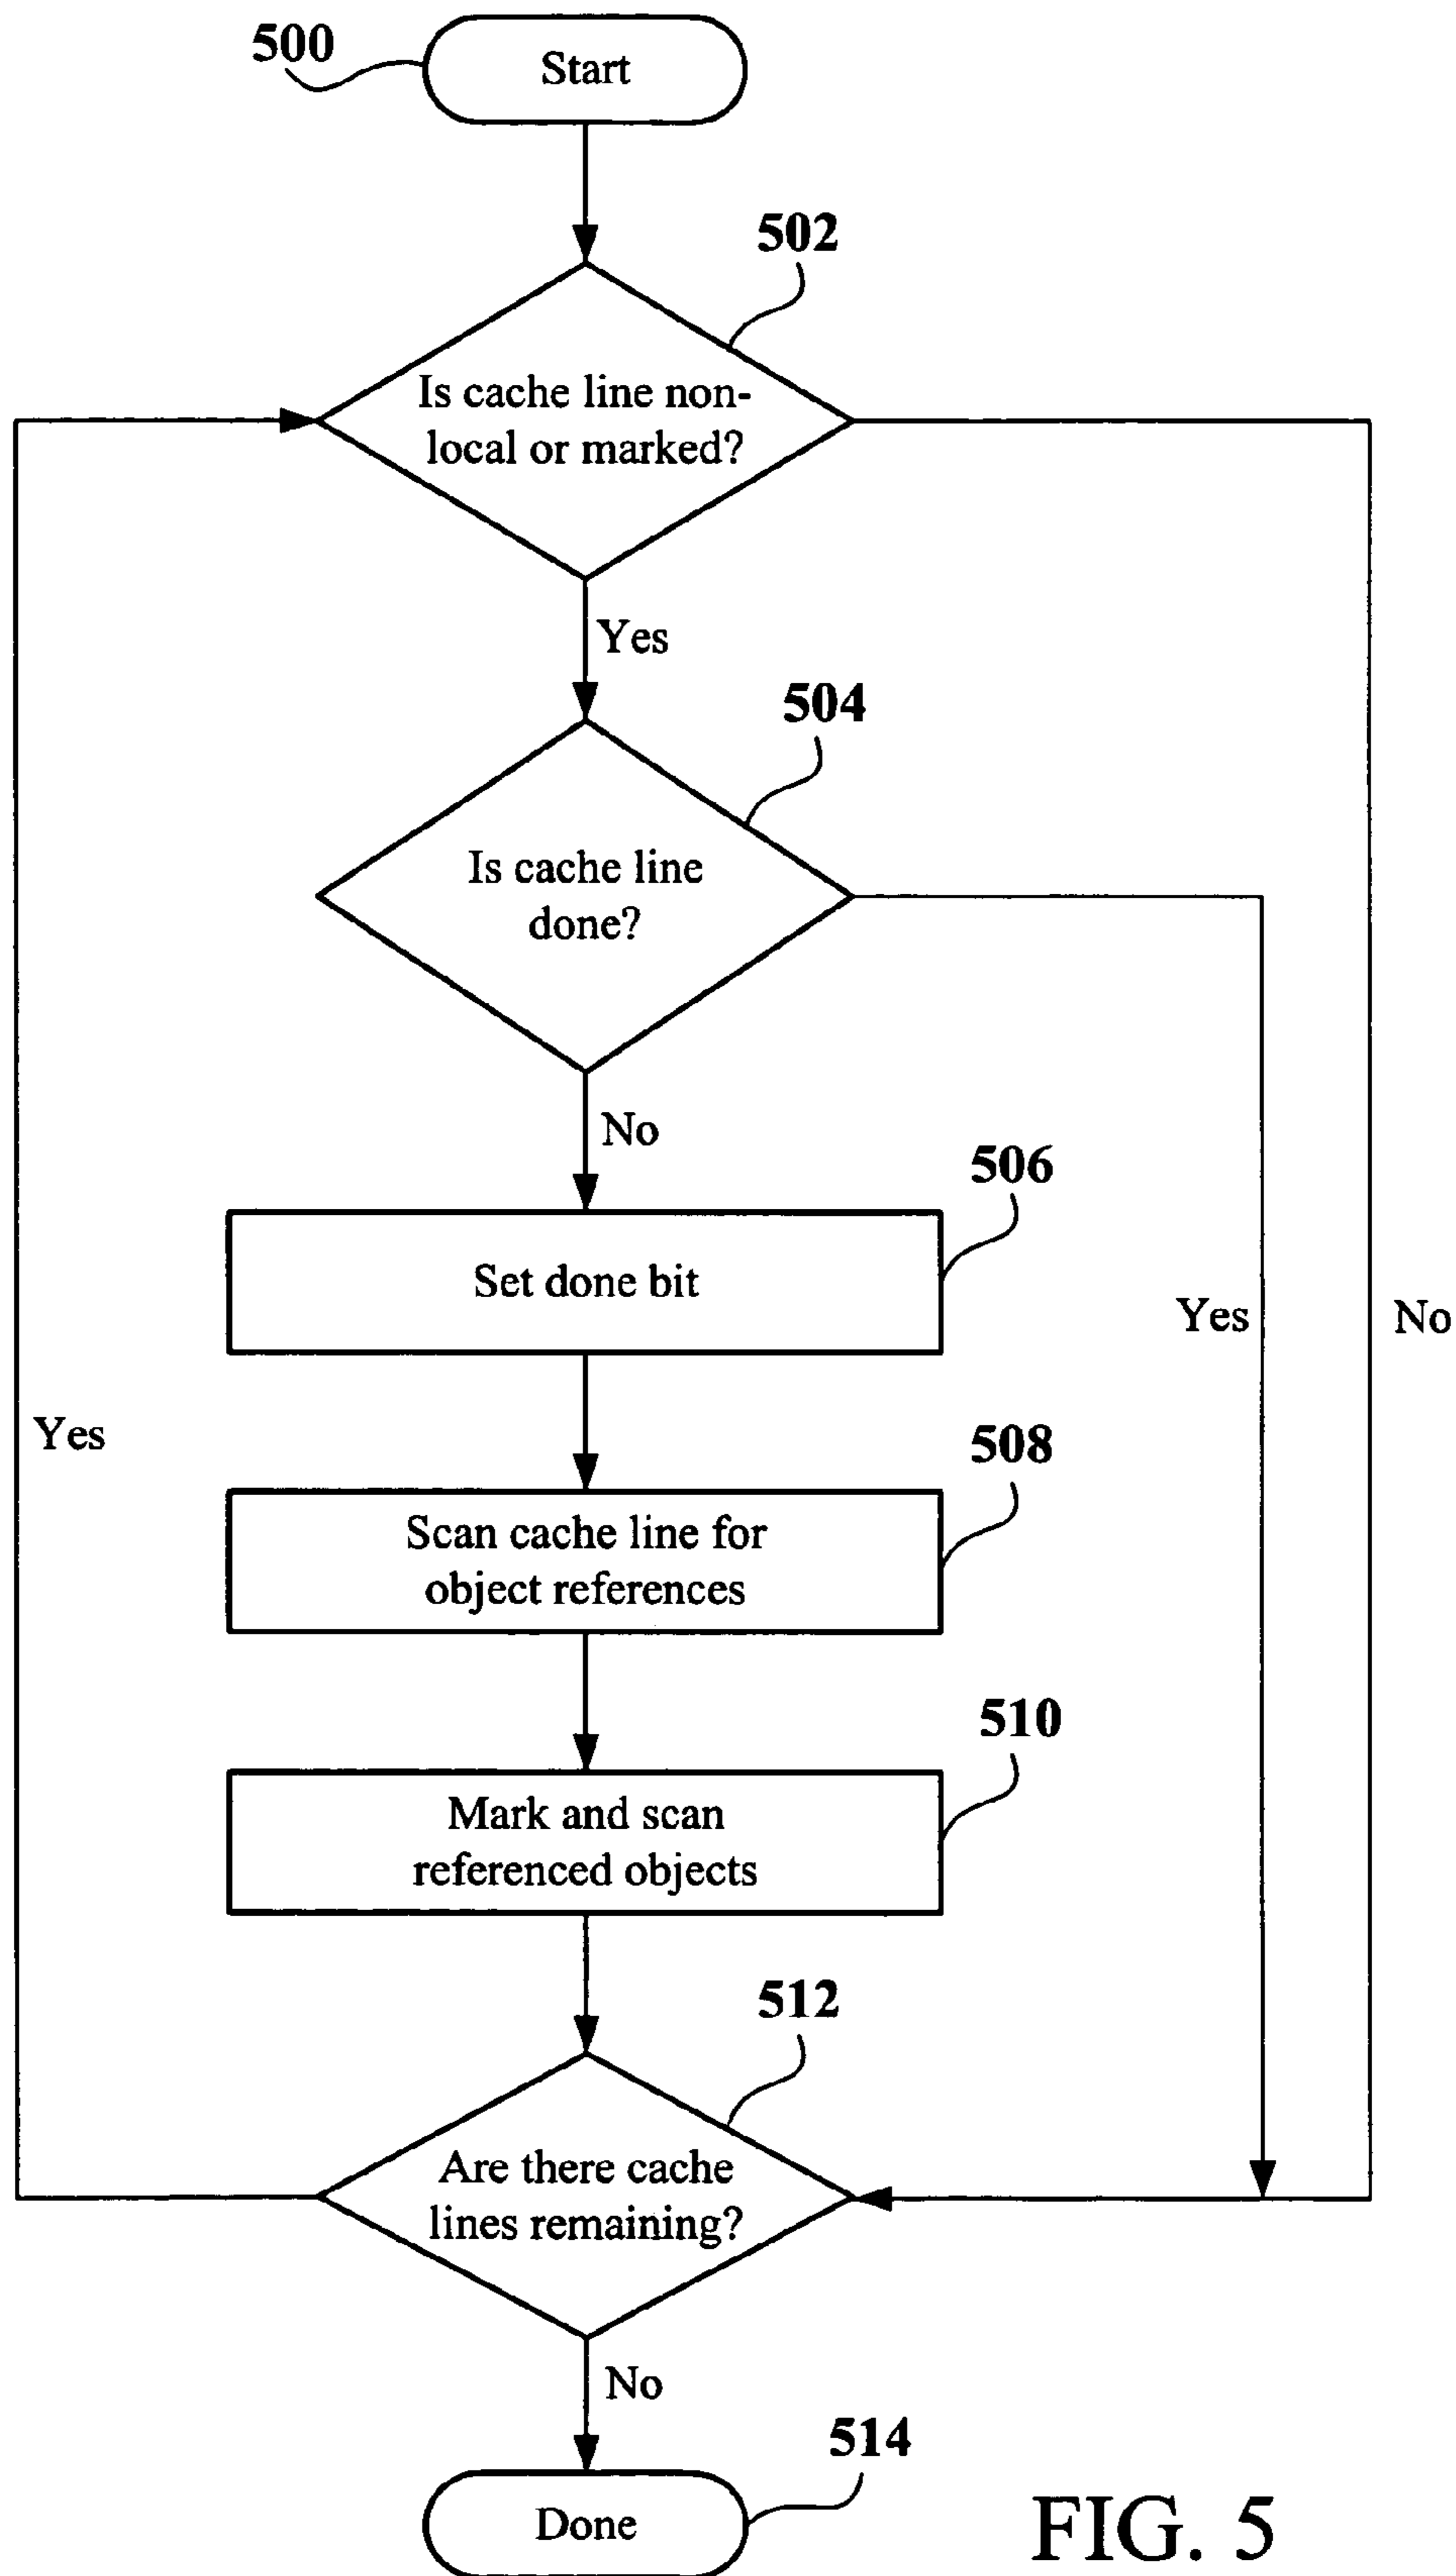 500
Start
502
Is cache line non-
local or marked?
Yes
504
Is cache line
done?
No
506
Set done bit
Yes
No
Yes
508
Scan cache line for
object references
510
Mark and scan
referenced objects
512
Are there cache
lines remaining?
No
514
Done
FIG. 5